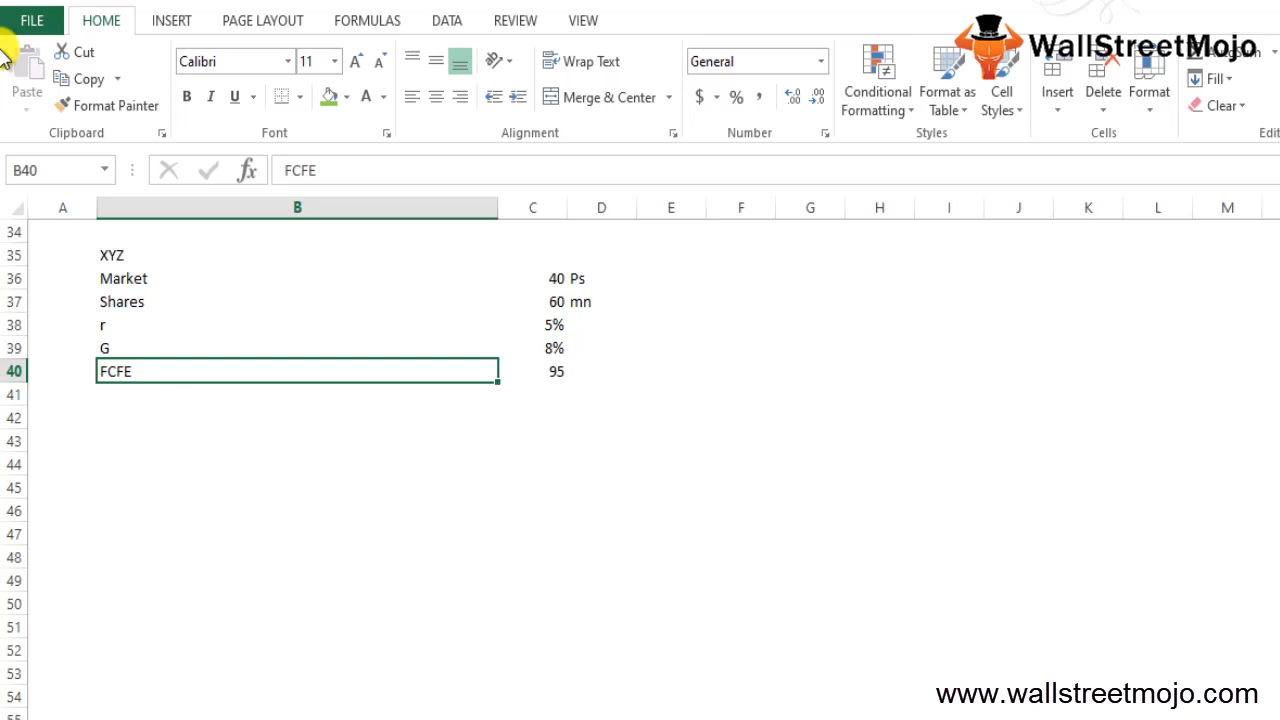 FILE HOME INSERT PAGE LAYOUT FORMULAS DATA REVIEW VIEW
WallStreetMojo
Cut
Copy
Format Painter
Paste
Clipboard
Calibri 11
B I U A
Font
Wrap Text
Merge & Center
Alignment
General
$ % ,
Number
Conditional Formatting
Format as Table
Cell Styles
Styles
Insert Delete Format
Cells
Fill
Clear
B40 fx FCFE
A B C D E F G H I J K L M
34
35 XYZ
36 Market 40 Ps
37 Shares 60 mn
38 r 5%
39 G 8%
40 FCFE 95
41
42
43
44
45
46
47
48
49
50
51
52
53
54
www.wallstreetmojo.com